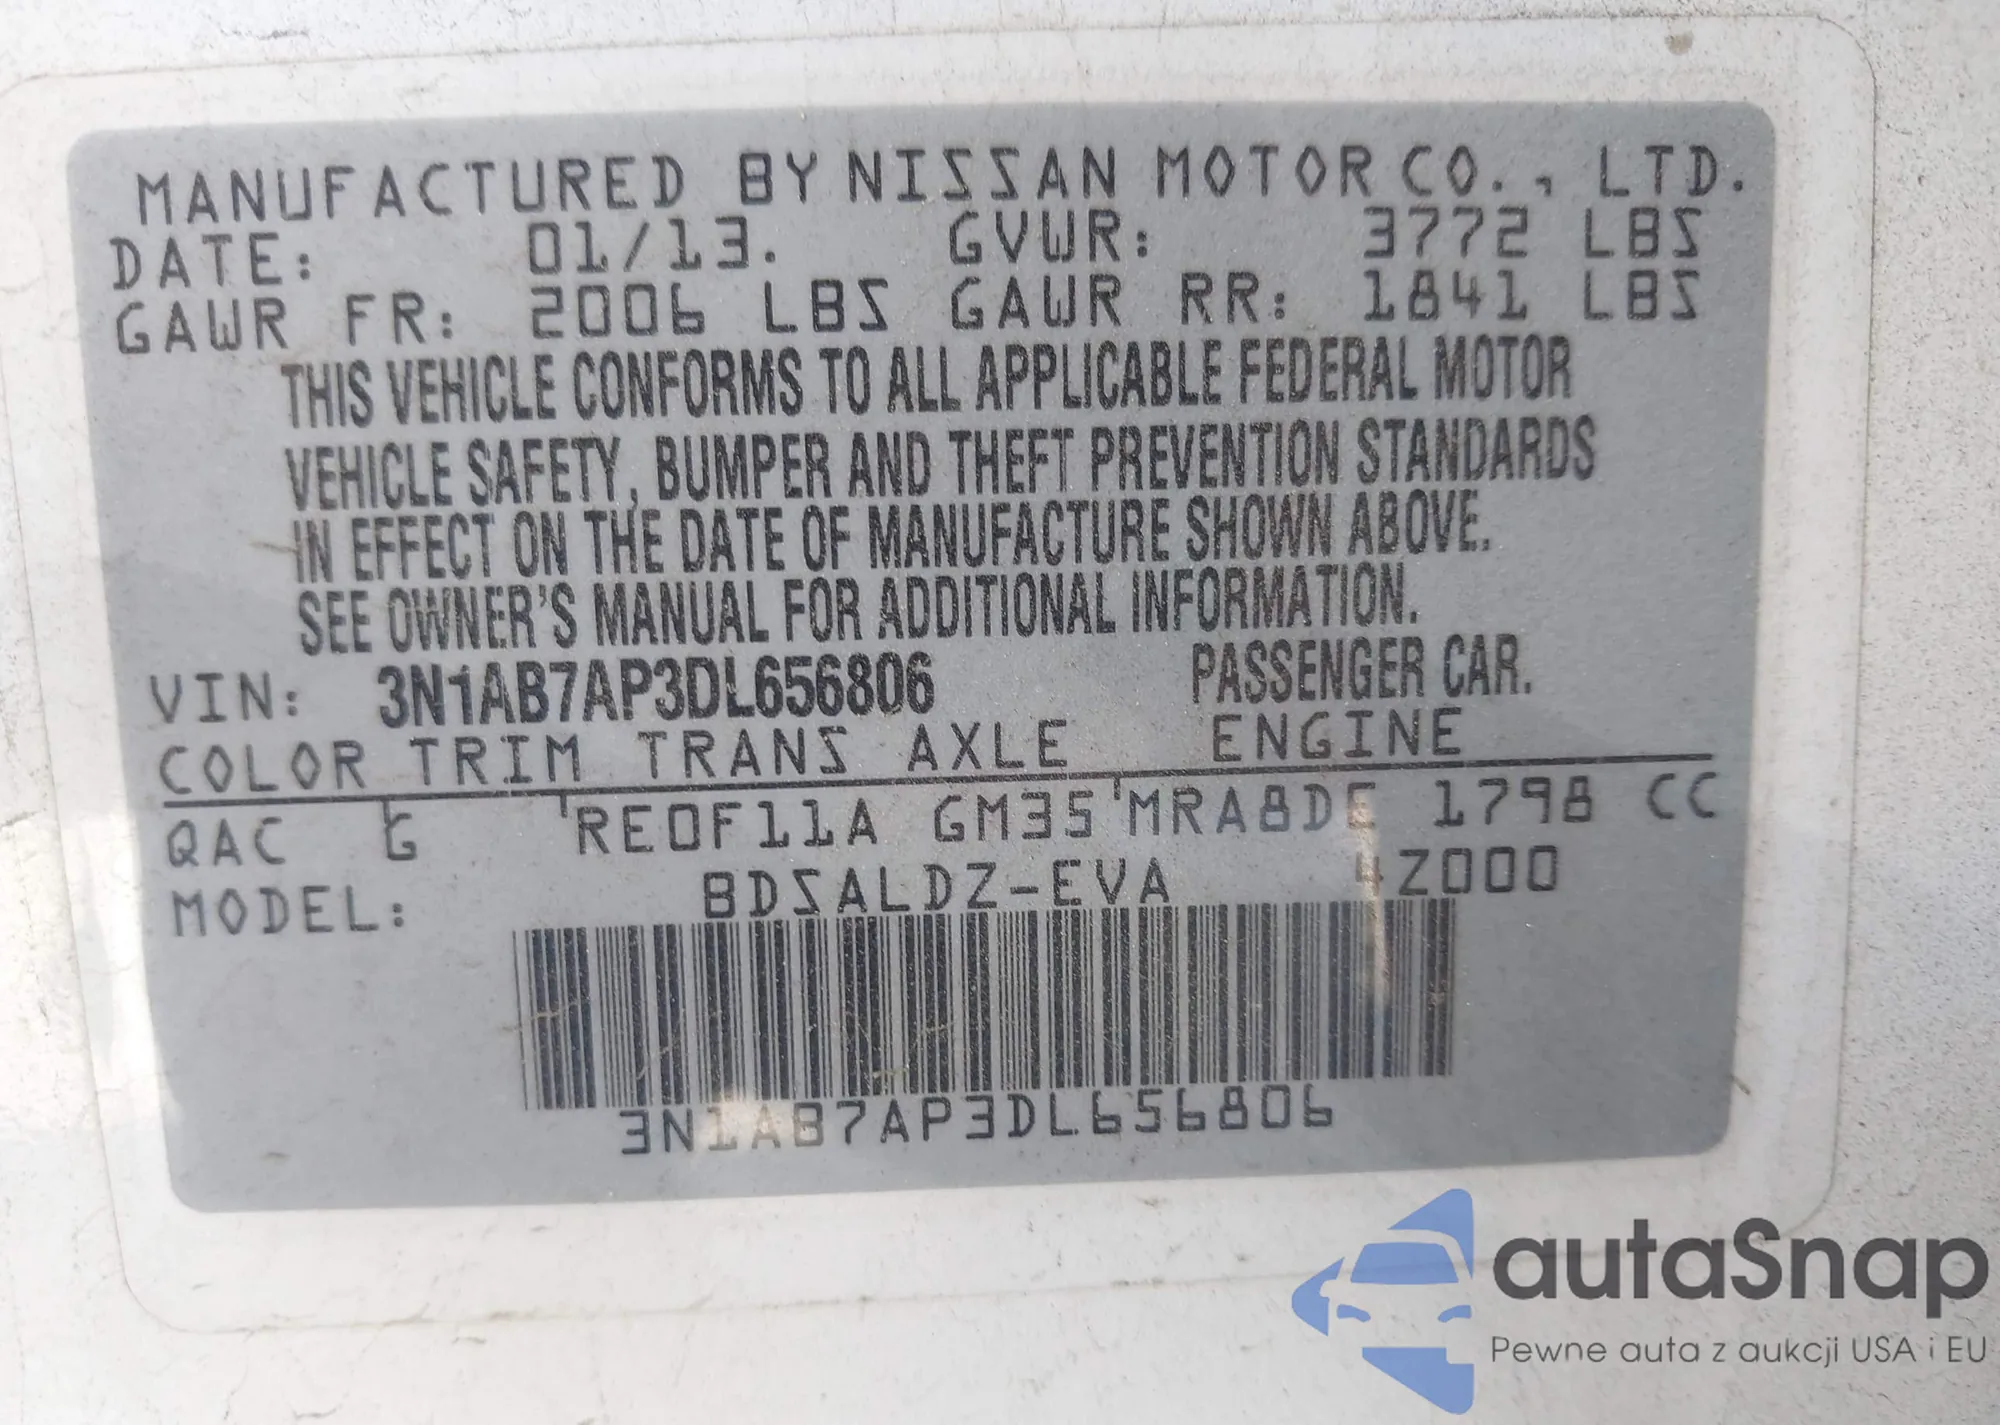 MANUFACTURED BY NISSAN MOTOR CO., LTD.
DATE: 01/13. GVWR: 3772 LBS
GAWR FR: 2006 LBS GAWR RR: 1841 LBS
THIS VEHICLE CONFORMS TO ALL APPLICABLE FEDERAL MOTOR
VEHICLE SAFETY, BUMPER AND THEFT PREVENTION STANDARDS
IN EFFECT ON THE DATE OF MANUFACTURE SHOWN ABOVE.
SEE OWNER'S MANUAL FOR ADDITIONAL INFORMATION.
VIN: 3N1AB7AP3DL656806 PASSENGER CAR.
COLOR TRIM TRANS AXLE ENGINE
QAC G RE0F11A GM35 MRA8DE 1798 CC
MODEL: BDSALDZ-EVA 4Z000
3N1AB7AP3DL656806
autaSnap
Pewne auta z aukcji USA i EU